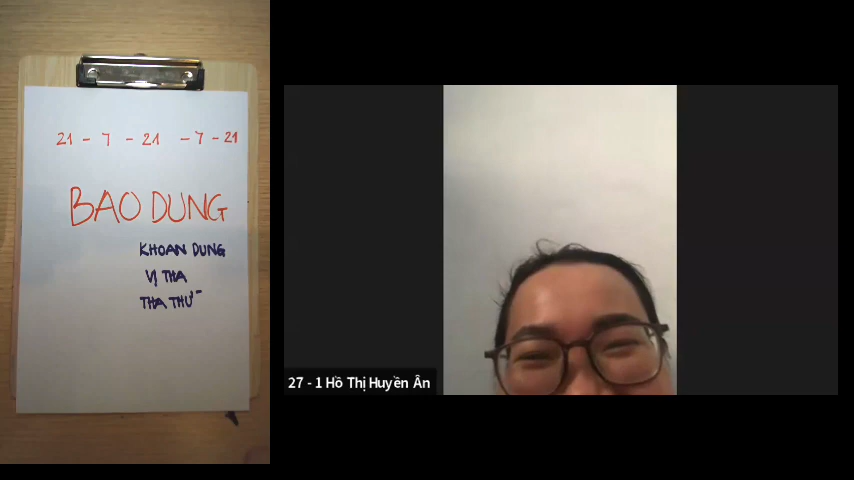 21 - 7 - 21 - 7 - 21
BAO DUNG
KHOAN DUNG
VỊ THA
THA THỨ
27 - 1 Hồ Thị Huyền Ân